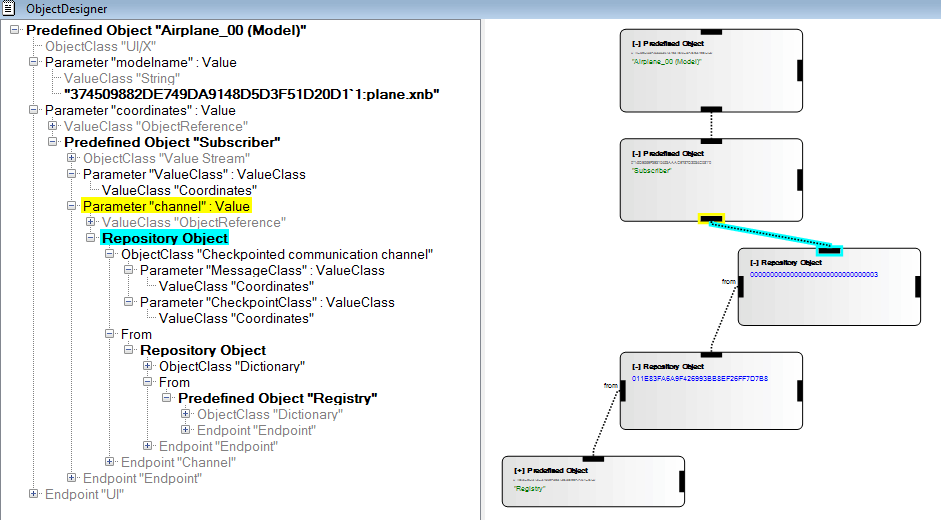 ObjectDesigner
Predefined Object "Airplane_00 (Model)"
ObjectClass "UI/X"
Parameter "modelname" : Value
ValueClass "String"
"374509882DE749DA9148D5D3F51D20D1`1:plane.xnb"
Parameter "coordinates" : Value
ValueClass "ObjectReference"
Predefined Object "Subscriber"
ObjectClass "Value Stream"
Parameter "ValueClass" : ValueClass
ValueClass "Coordinates"
Parameter "channel" : Value
ValueClass "ObjectReference"
Repository Object
ObjectClass "Checkpointed communication channel"
Parameter "MessageClass" : ValueClass
ValueClass "Coordinates"
Parameter "CheckpointClass" : ValueClass
ValueClass "Coordinates"
From
Repository Object
ObjectClass "Dictionary"
From
Predefined Object "Registry"
ObjectClass "Dictionary"
Endpoint "Endpoint"
Endpoint "Endpoint"
Endpoint "Channel"
Endpoint "Endpoint"
Endpoint "UI"
[-] Predefined Object
"Airplane_00 (Model)"
[-] Predefined Object
"Subscriber"
[-] Repository Object
00000000000000000000000000000003
from
[-] Repository Object
011E83FA6A9F426993BB8EF26FF7D7B8
from
[+] Predefined Object
"Registry"